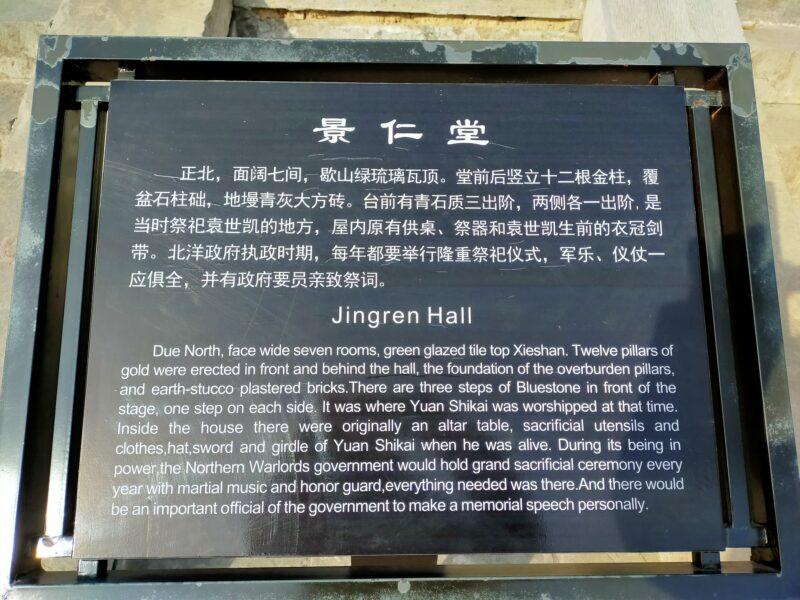 景仁堂
正北，面阔七间，歇山绿琉璃瓦顶。堂前后竖立十二根金柱，覆
盆石柱础，地墁青灰大方砖。台前有青石质三出阶，两侧各一出阶，是
当时祭祀袁世凯的地方，屋内原有供桌、祭器和袁世凯生前的衣冠剑
带。北洋政府执政时期，每年都要举行隆重祭祀仪式，军乐、仪仗一
应俱全，并有政府要员亲致祭词。
Jingren Hall
Due North, face wide seven rooms, green glazed tile top Xieshan. Twelve pillars of
gold were erected in front and behind the hall, the foundation of the overburden pillars,
and earth-stucco plastered bricks.There are three steps of Bluestone in front of the
stage, one step on each side. It was where Yuan Shikai was worshipped at that time.
Inside the house there were originally an altar table, sacrificial utensils and
clothes,hat,sword and girdle of Yuan Shikai when he was alive. During its being in
power,the Northern Warlords government would hold grand sacrificial ceremony every
year with martial music and honor guard,everything needed was there.And there would
be an important official of the government to make a memorial speech personally.